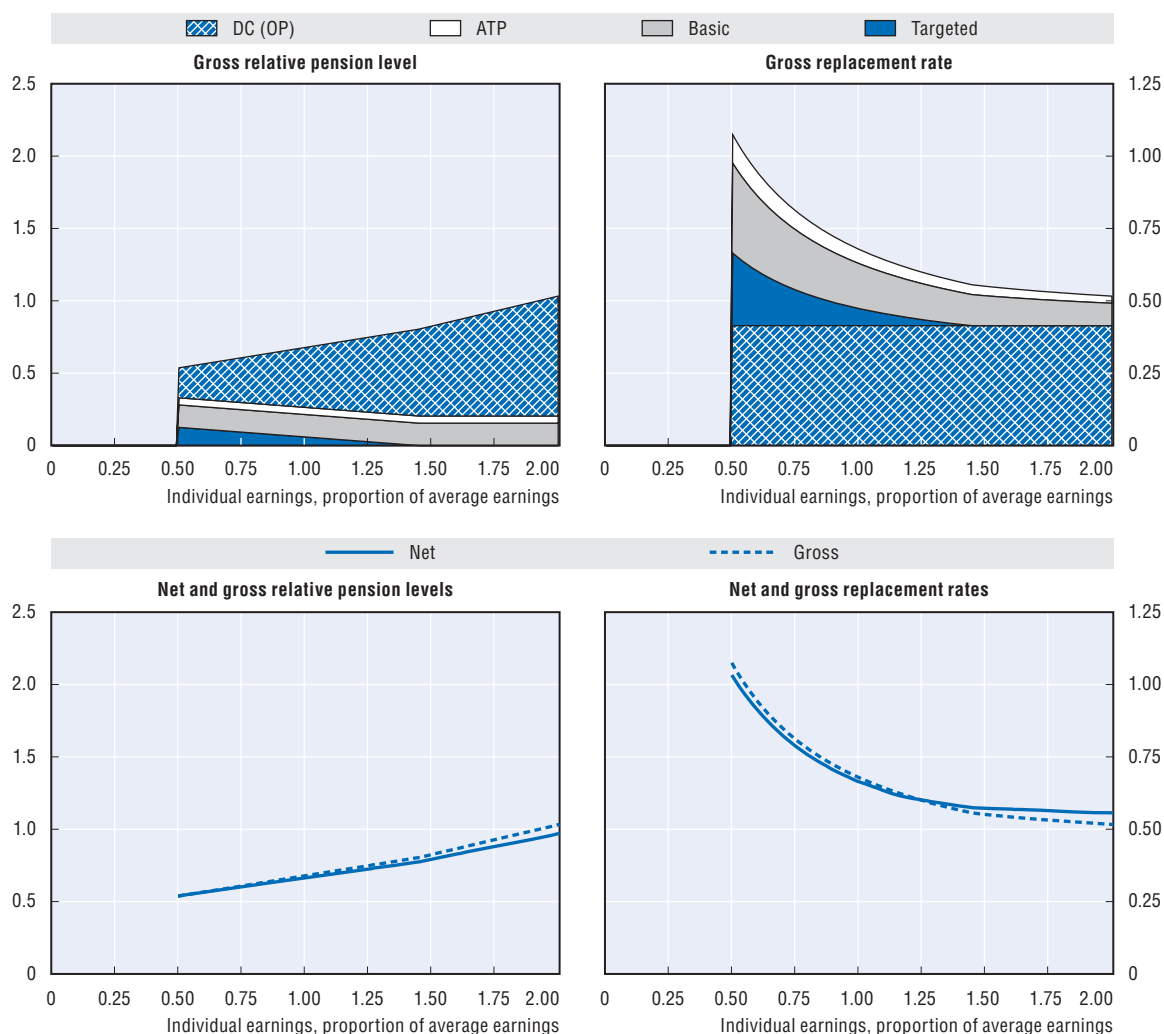 DC (OP) ATP Basic Targeted
Gross relative pension level
2.5
2.0
1.5
1.0
0.5
0
0 0.25 0.50 0.75 1.00 1.25 1.50 1.75 2.00
Individual earnings, proportion of average earnings
Gross replacement rate
1.25
1.00
0.75
0.50
0.25
0
0 0.25 0.50 0.75 1.00 1.25 1.50 1.75 2.00
Individual earnings, proportion of average earnings
Net Gross
Net and gross relative pension levels
2.5
2.0
1.5
1.0
0.5
0
0 0.25 0.50 0.75 1.00 1.25 1.50 1.75 2.00
Individual earnings, proportion of average earnings
Net and gross replacement rates
1.25
1.00
0.75
0.50
0.25
0
0 0.25 0.50 0.75 1.00 1.25 1.50 1.75 2.00
Individual earnings, proportion of average earnings